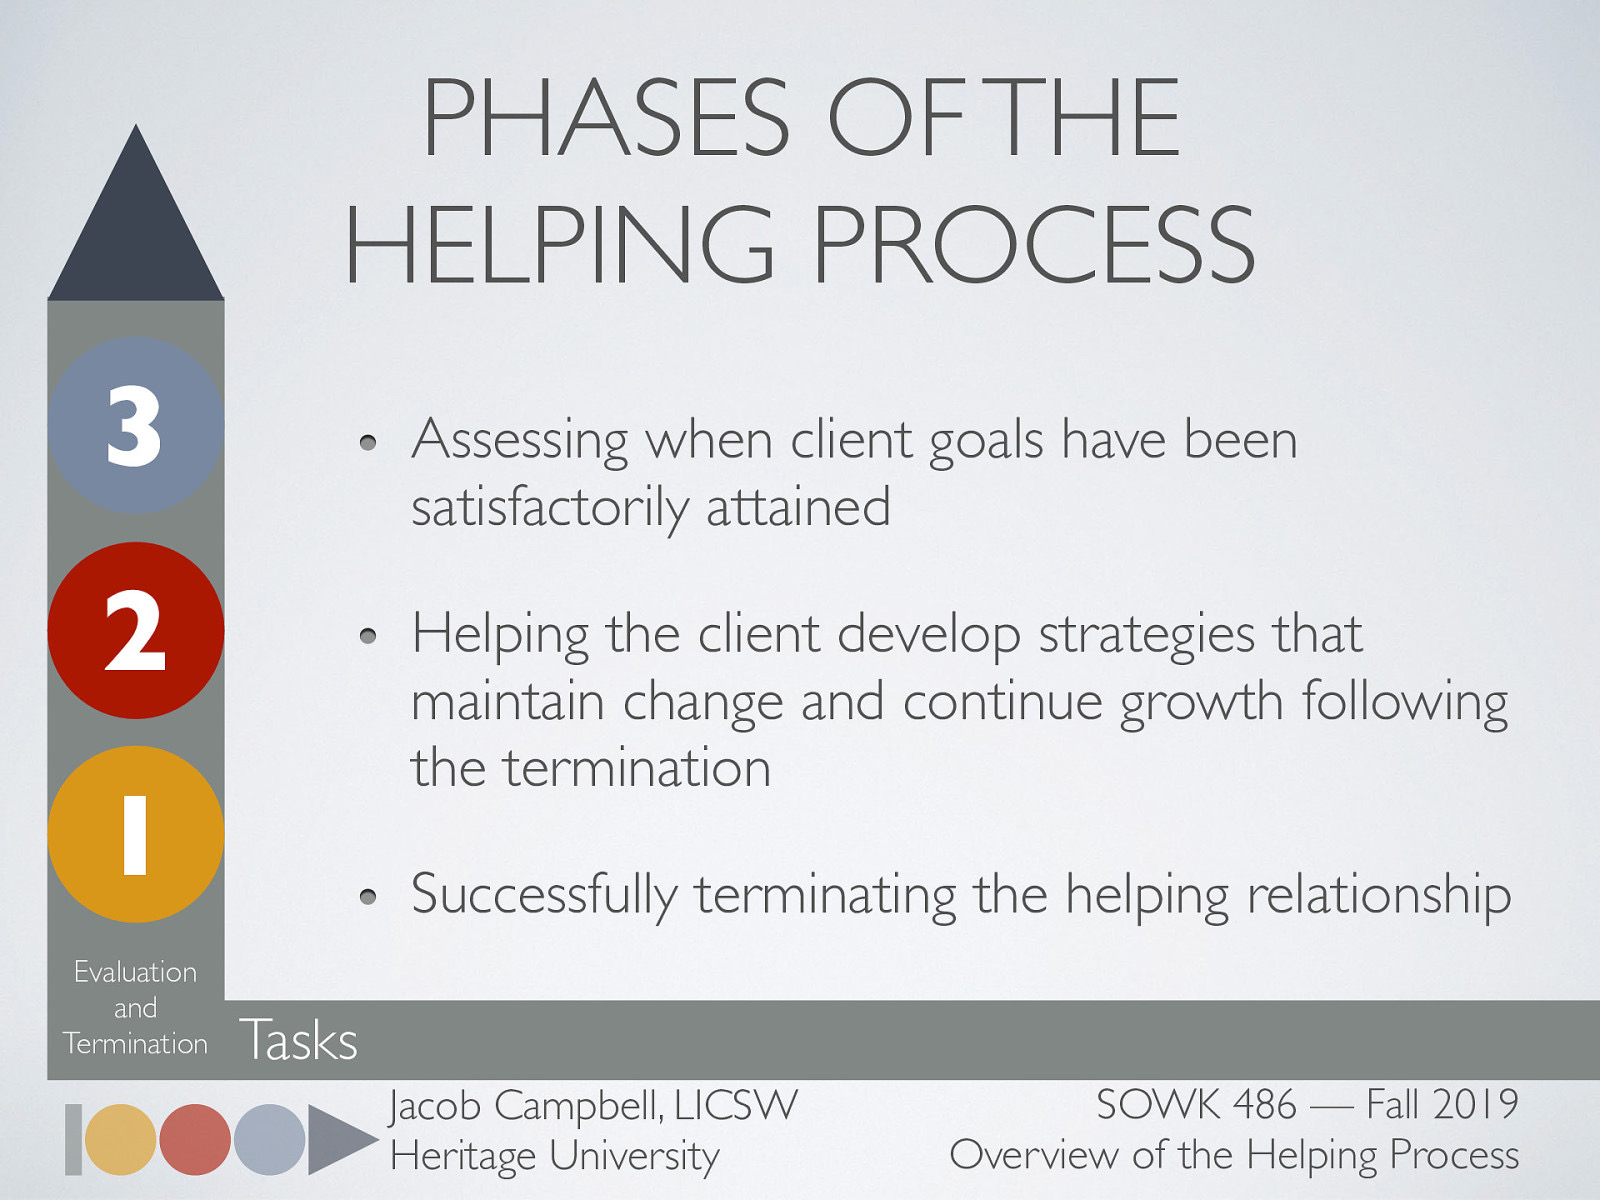 PHASES OF THE
HELPING PROCESS
3
2
1
Evaluation
and
Termination
• Assessing when client goals have been
satisfactorily attained
• Helping the client develop strategies that
maintain change and continue growth following
the termination
• Successfully terminating the helping relationship
Tasks
Jacob Campbell, LICSW
Heritage University
SOWK 486 — Fall 2019
Overview of the Helping Process